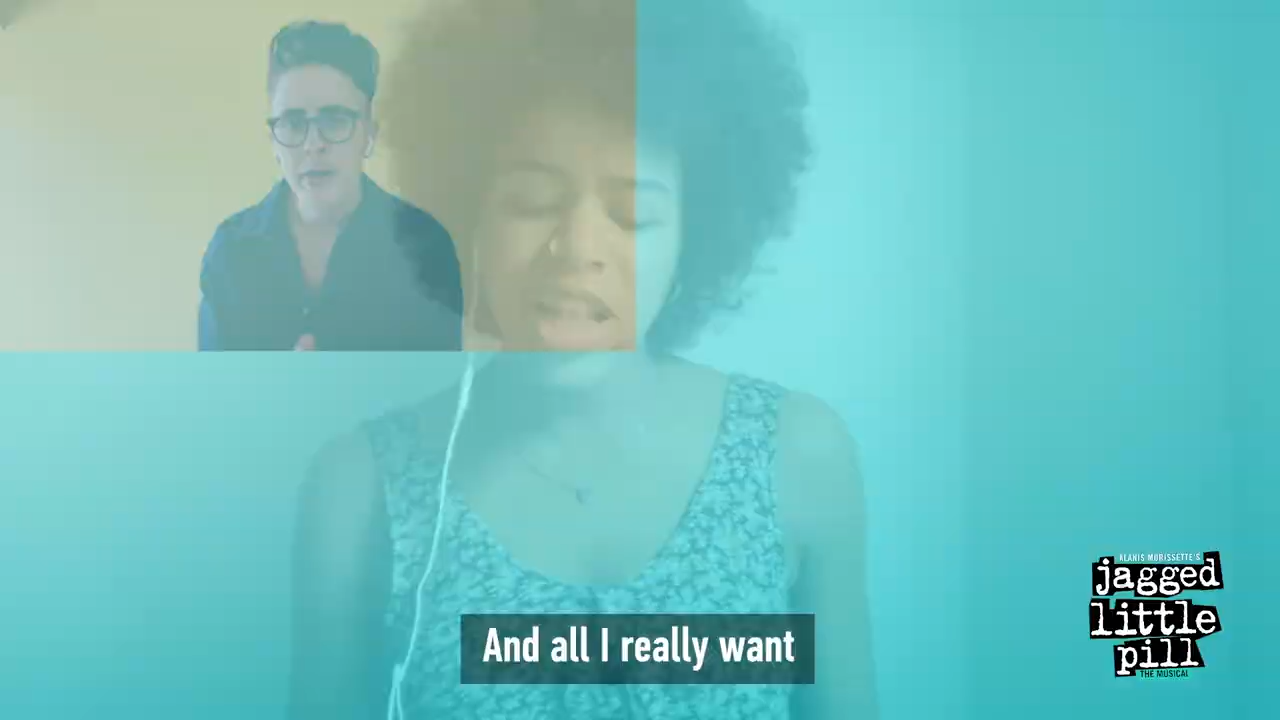 And all I really want
ALANIS MORISSETTE'S
jagged
little
pill
THE MUSICAL